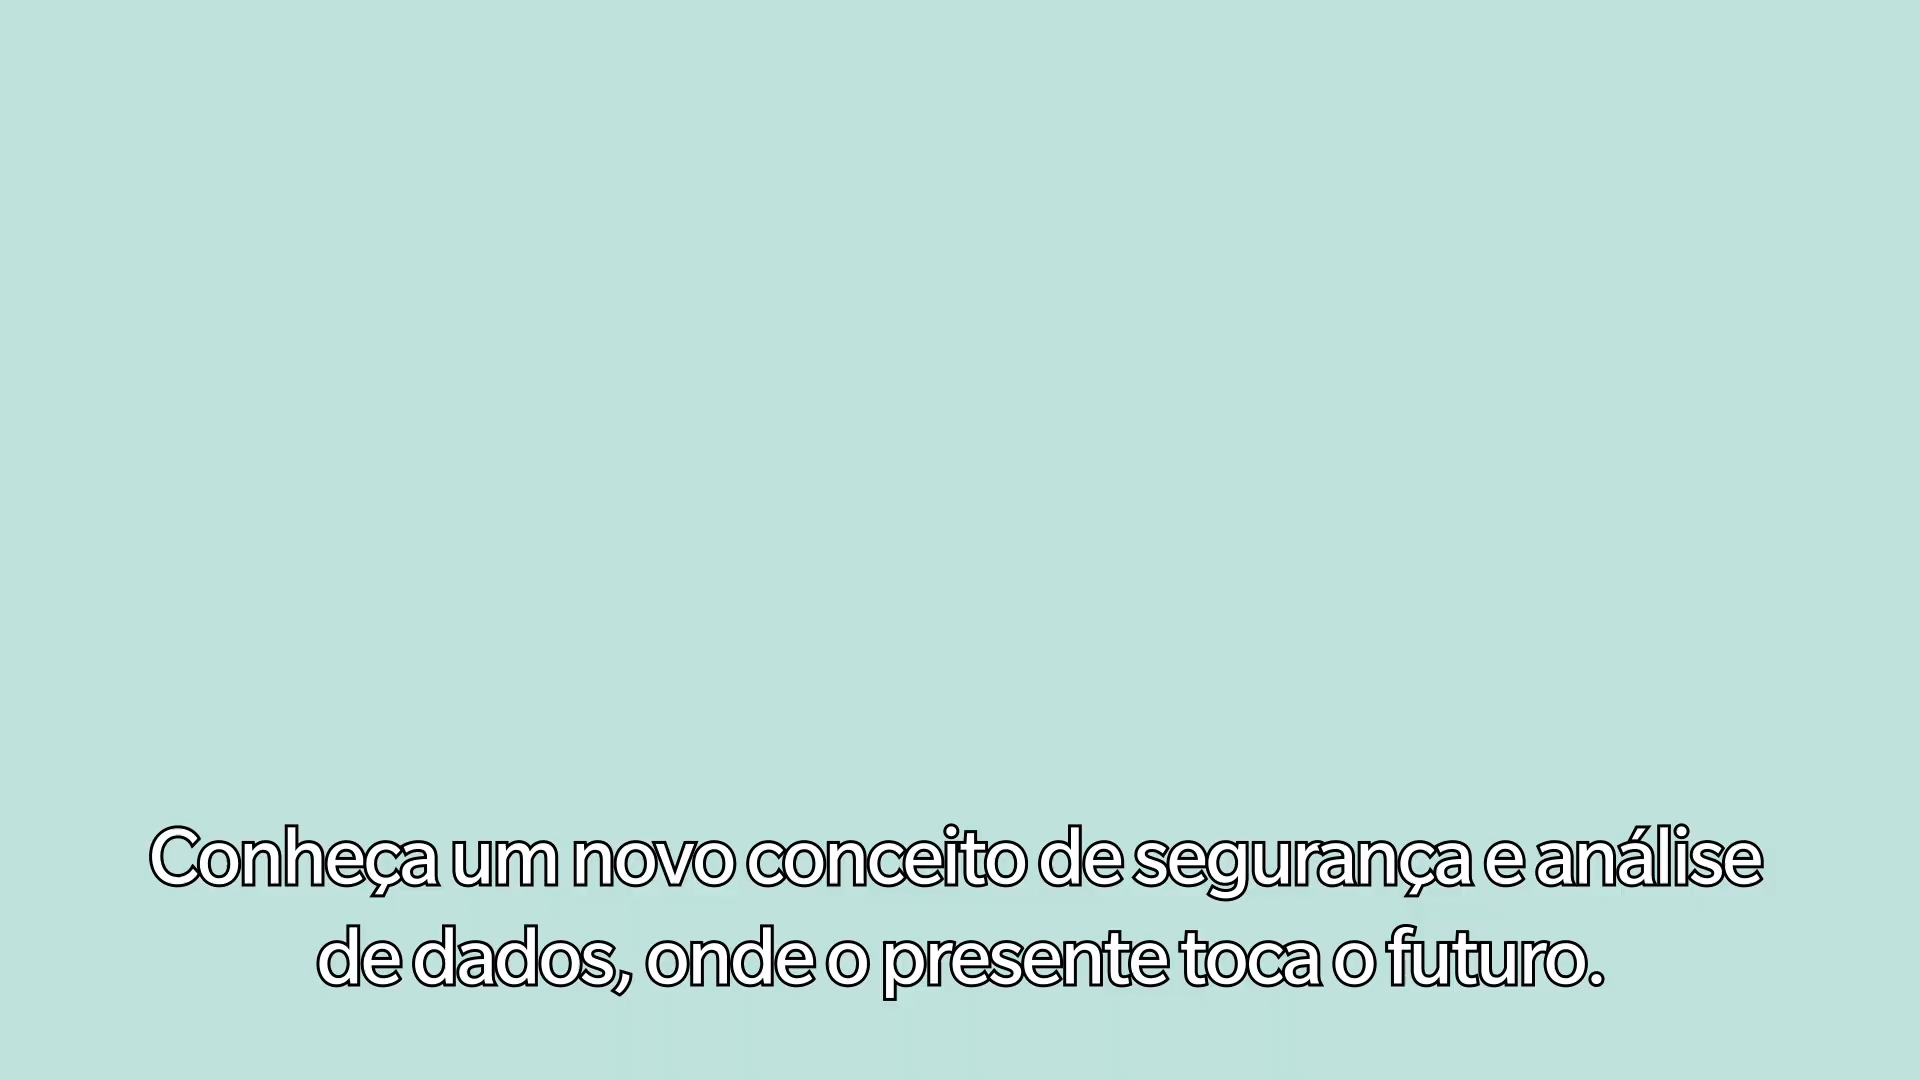 Conheça um novo conceito de segurança e análise
de dados, onde o presente toca o futuro.